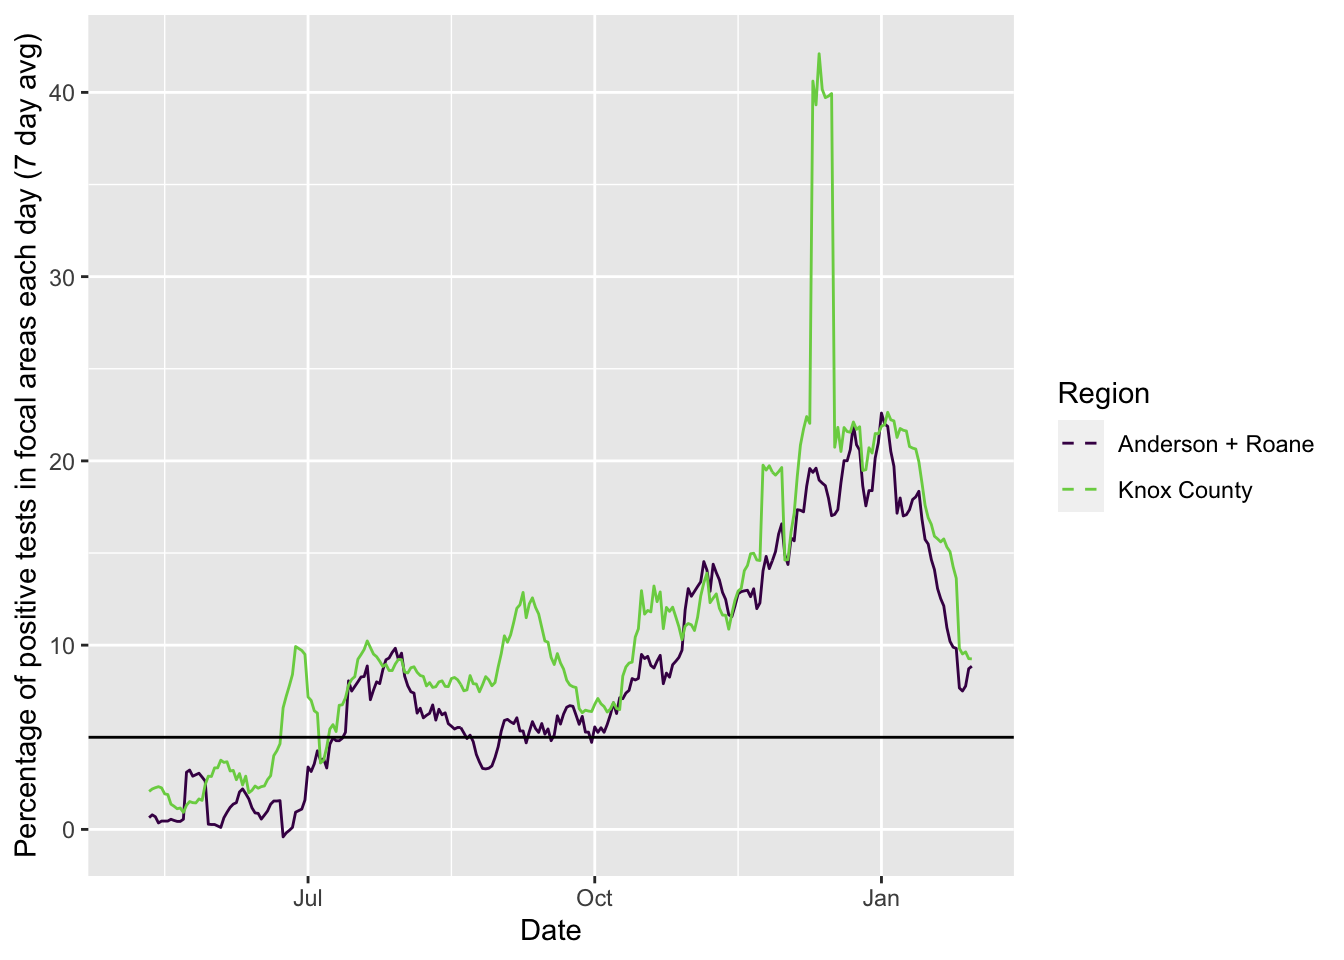 Percentage of positive tests in focal areas each day (7 day avg)
40
30
20
10
0
Jul
Oct
Jan
Date
Region
Anderson + Roane
Knox County